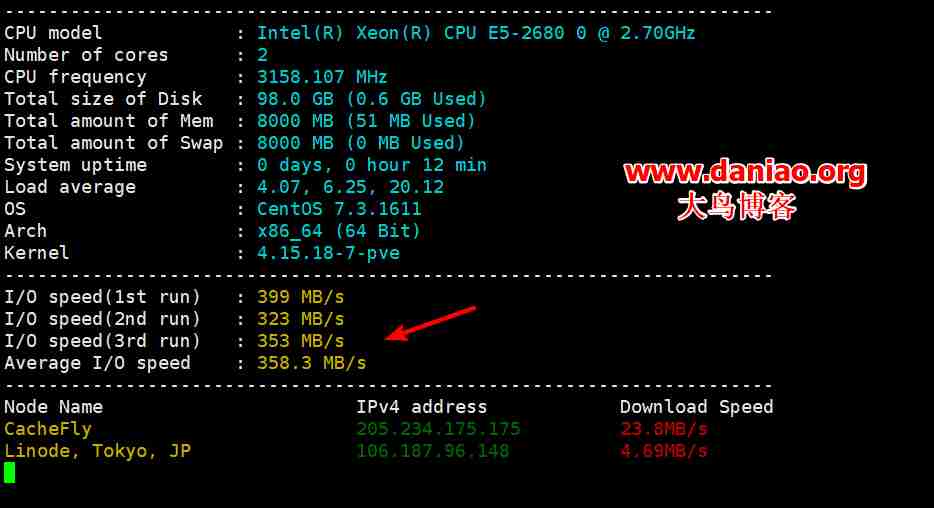 ----------------------------------------------------------------------
CPU model : Intel(R) Xeon(R) CPU E5-2680 0 @ 2.70GHz
Number of cores : 2
CPU frequency : 3158.107 MHz
Total size of Disk : 98.0 GB (0.6 GB Used)
Total amount of Mem : 8000 MB (51 MB Used)
Total amount of Swap : 8000 MB (0 MB Used)
System uptime : 0 days, 0 hour 12 min
Load average : 4.07, 6.25, 20.12
OS : CentOS 7.3.1611
Arch : x86_64 (64 Bit)
Kernel : 4.15.18-7-pve
www.daniao.org
大鸟博客
----------------------------------------------------------------------
I/O speed(1st run) : 399 MB/s
I/O speed(2nd run) : 323 MB/s
I/O speed(3rd run) : 353 MB/s
Average I/O speed : 358.3 MB/s
----------------------------------------------------------------------
Node Name IPv4 address Download Speed
CacheFly 205.234.175.175 23.8MB/s
Linode, Tokyo, JP 106.187.96.148 4.69MB/s